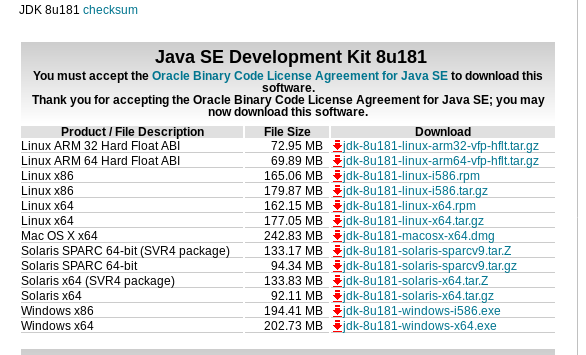 JDK 8u181 checksum
Java SE Development Kit 8u181
You must accept the Oracle Binary Code License Agreement for Java SE to download this
software.
Thank you for accepting the Oracle Binary Code License Agreement for Java SE; you may
now download this software.
Product / File Description File Size Download
Linux ARM 32 Hard Float ABI 72.95 MB jdk-8u181-linux-arm32-vfp-hflt.tar.gz
Linux ARM 64 Hard Float ABI 69.89 MB jdk-8u181-linux-arm64-vfp-hflt.tar.gz
Linux x86 165.06 MB jdk-8u181-linux-i586.rpm
Linux x86 179.87 MB jdk-8u181-linux-i586.tar.gz
Linux x64 162.15 MB jdk-8u181-linux-x64.rpm
Linux x64 177.05 MB jdk-8u181-linux-x64.tar.gz
Mac OS X x64 242.83 MB jdk-8u181-macosx-x64.dmg
Solaris SPARC 64-bit (SVR4 package) 133.17 MB jdk-8u181-solaris-sparcv9.tar.Z
Solaris SPARC 64-bit 94.34 MB jdk-8u181-solaris-sparcv9.tar.gz
Solaris x64 (SVR4 package) 133.83 MB jdk-8u181-solaris-x64.tar.Z
Solaris x64 92.11 MB jdk-8u181-solaris-x64.tar.gz
Windows x86 194.41 MB jdk-8u181-windows-i586.exe
Windows x64 202.73 MB jdk-8u181-windows-x64.exe